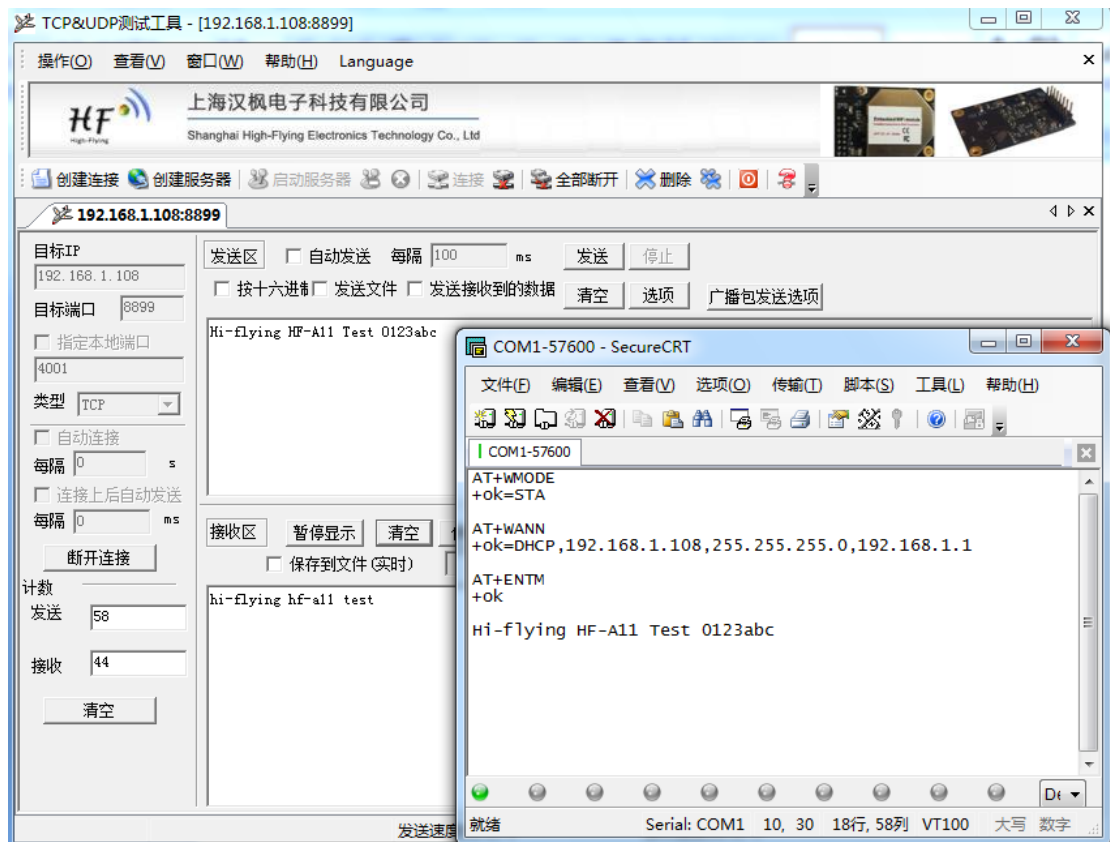 TCP&UDP测试工具 - [192.168.1.108:8899]
操作(O) 查看(V) 窗口(W) 帮助(H) Language
HF
High-Flying
上海汉枫电子科技有限公司
Shanghai High-Flying Electronics Technology Co., Ltd
创建连接 创建服务器 启动服务器 连接 全部断开 删除
192.168.1.108:8899
目标IP
192.168.1.108
目标端口 8899
指定本地端口
4001
类型 TCP
自动连接
每隔 0 s
连接上后自动发送
每隔 0 ms
断开连接
计数
发送 58
接收 44
清空
发送区 自动发送 每隔 100 ms 发送 停止
按十六进制 发送文件 发送接收到的数据 清空 选项 广播包发送选项
Hi-flying HF-A11 Test 0123abc
接收区 暂停显示 清空
保存到文件(实时)
hi-flying hf-a11 test
发送速度
COM1-57600 - SecureCRT
文件(F) 编辑(E) 查看(V) 选项(O) 传输(T) 脚本(S) 工具(L) 帮助(H)
COM1-57600
AT+WMODE
+ok=STA
AT+WANN
+ok=DHCP,192.168.1.108,255.255.255.0,192.168.1.1
AT+ENTM
+ok
Hi-flying HF-A11 Test 0123abc
就绪 Serial: COM1 10, 30 18行, 58列 VT100 大写 数字